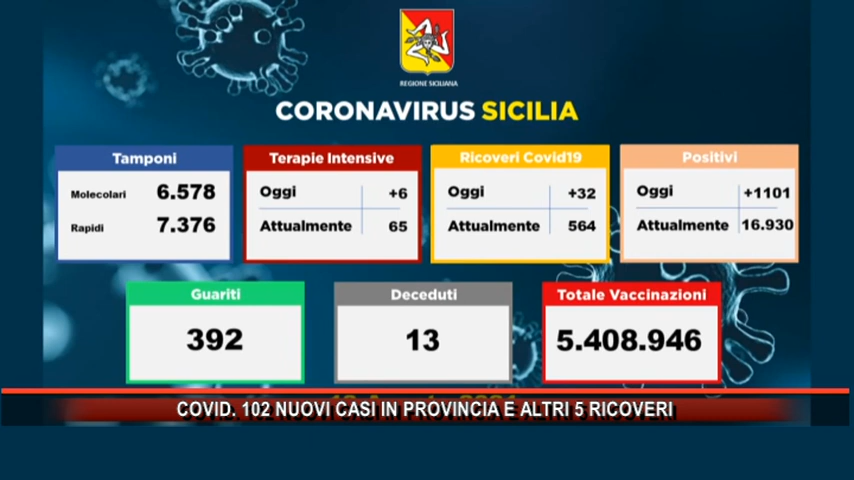 REGIONE SICILIANA
CORONAVIRUS SICILIA
Tamponi
Molecolari 6.578
Rapidi 7.376
Terapie Intensive
Oggi +6
Attualmente 65
Ricoveri Covid19
Oggi +32
Attualmente 564
Positivi
Oggi +1101
Attualmente 16.930
Guariti
392
Deceduti
13
Totale Vaccinazioni
5.408.946
COVID. 102 NUOVI CASI IN PROVINCIA E ALTRI 5 RICOVERI